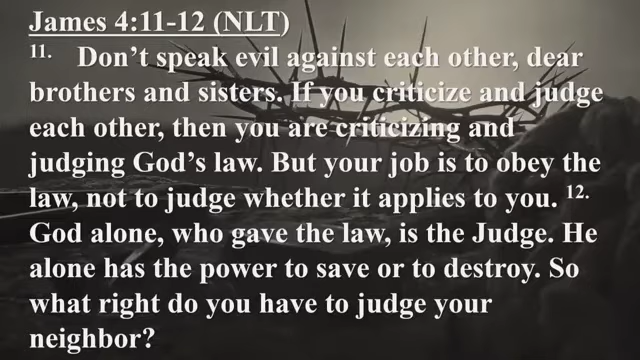 James 4:11-12 (NLT)
11. Don’t speak evil against each other, dear
brothers and sisters. If you criticize and judge
each other, then you are criticizing and
judging God’s law. But your job is to obey the
law, not to judge whether it applies to you. 12.
God alone, who gave the law, is the Judge. He
alone has the power to save or to destroy. So
what right do you have to judge your
neighbor?